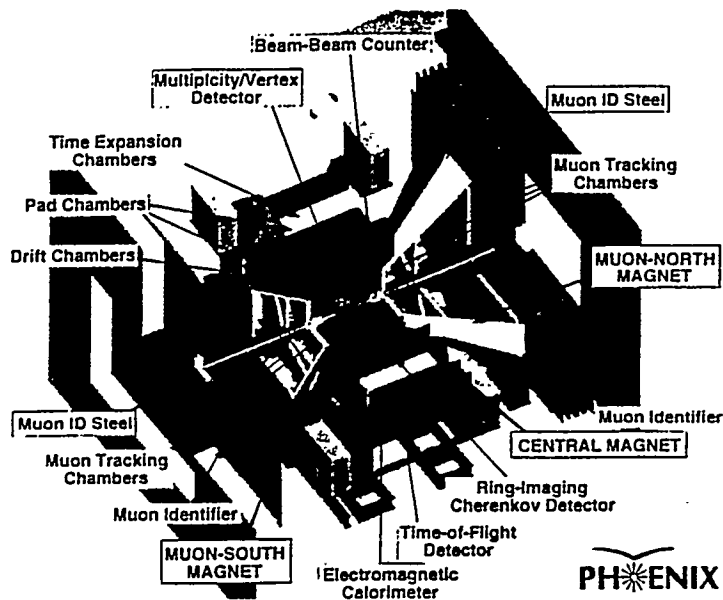 Beam-Beam Counter
Multiplcity/Vertex
Detector
Muon ID Steel
Time Expansion
Chambers
Muon Tracking
Chambers
Pad Chambers
Drift Chambers
MUON-NORTH
MAGNET
Muon ID Steel
Muon Identifier
CENTRAL MAGNET
Muon Tracking
Chambers
Ring-Imaging
Cherenkov Detector
Muon Identifier
Time-of-Flight
Detector
MUON-SOUTH
MAGNET
Electromagnetic
Calorimeter
PHENIX